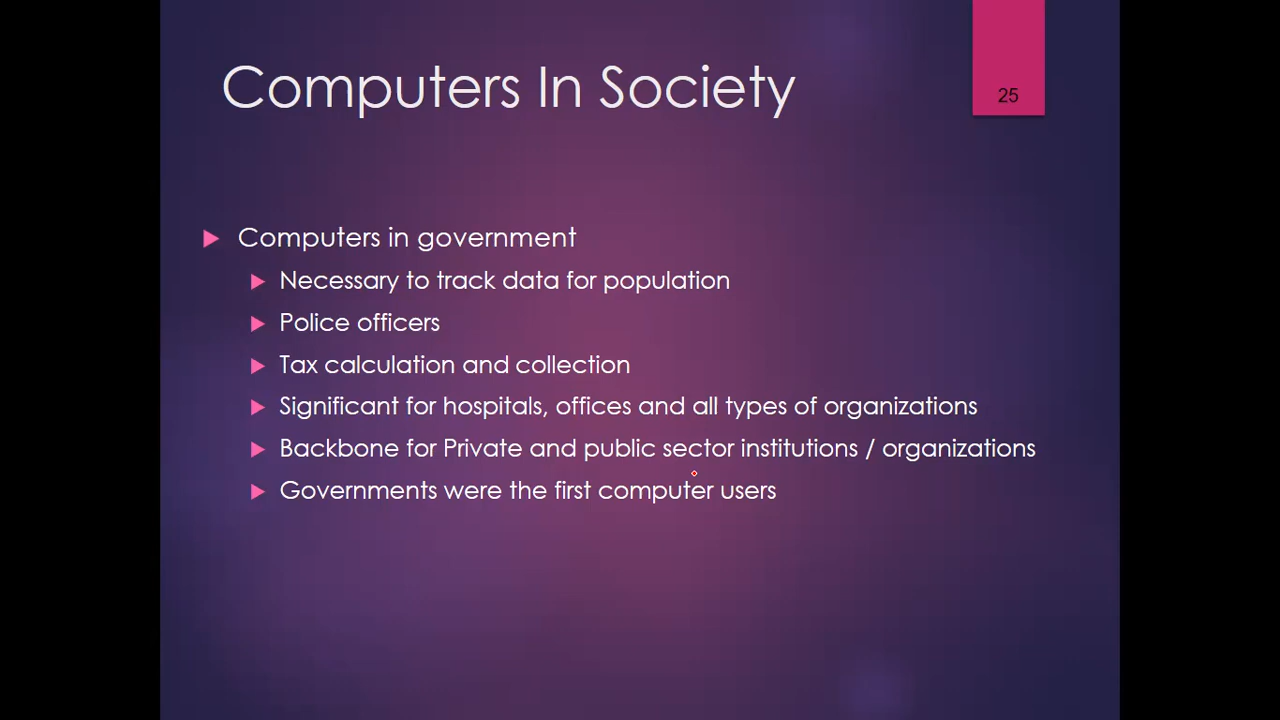 Computers In Society
25
Computers in government
Necessary to track data for population
Police officers
Tax calculation and collection
Significant for hospitals, offices and all types of organizations
Backbone for Private and public sector institutions / organizations
Governments were the first computer users